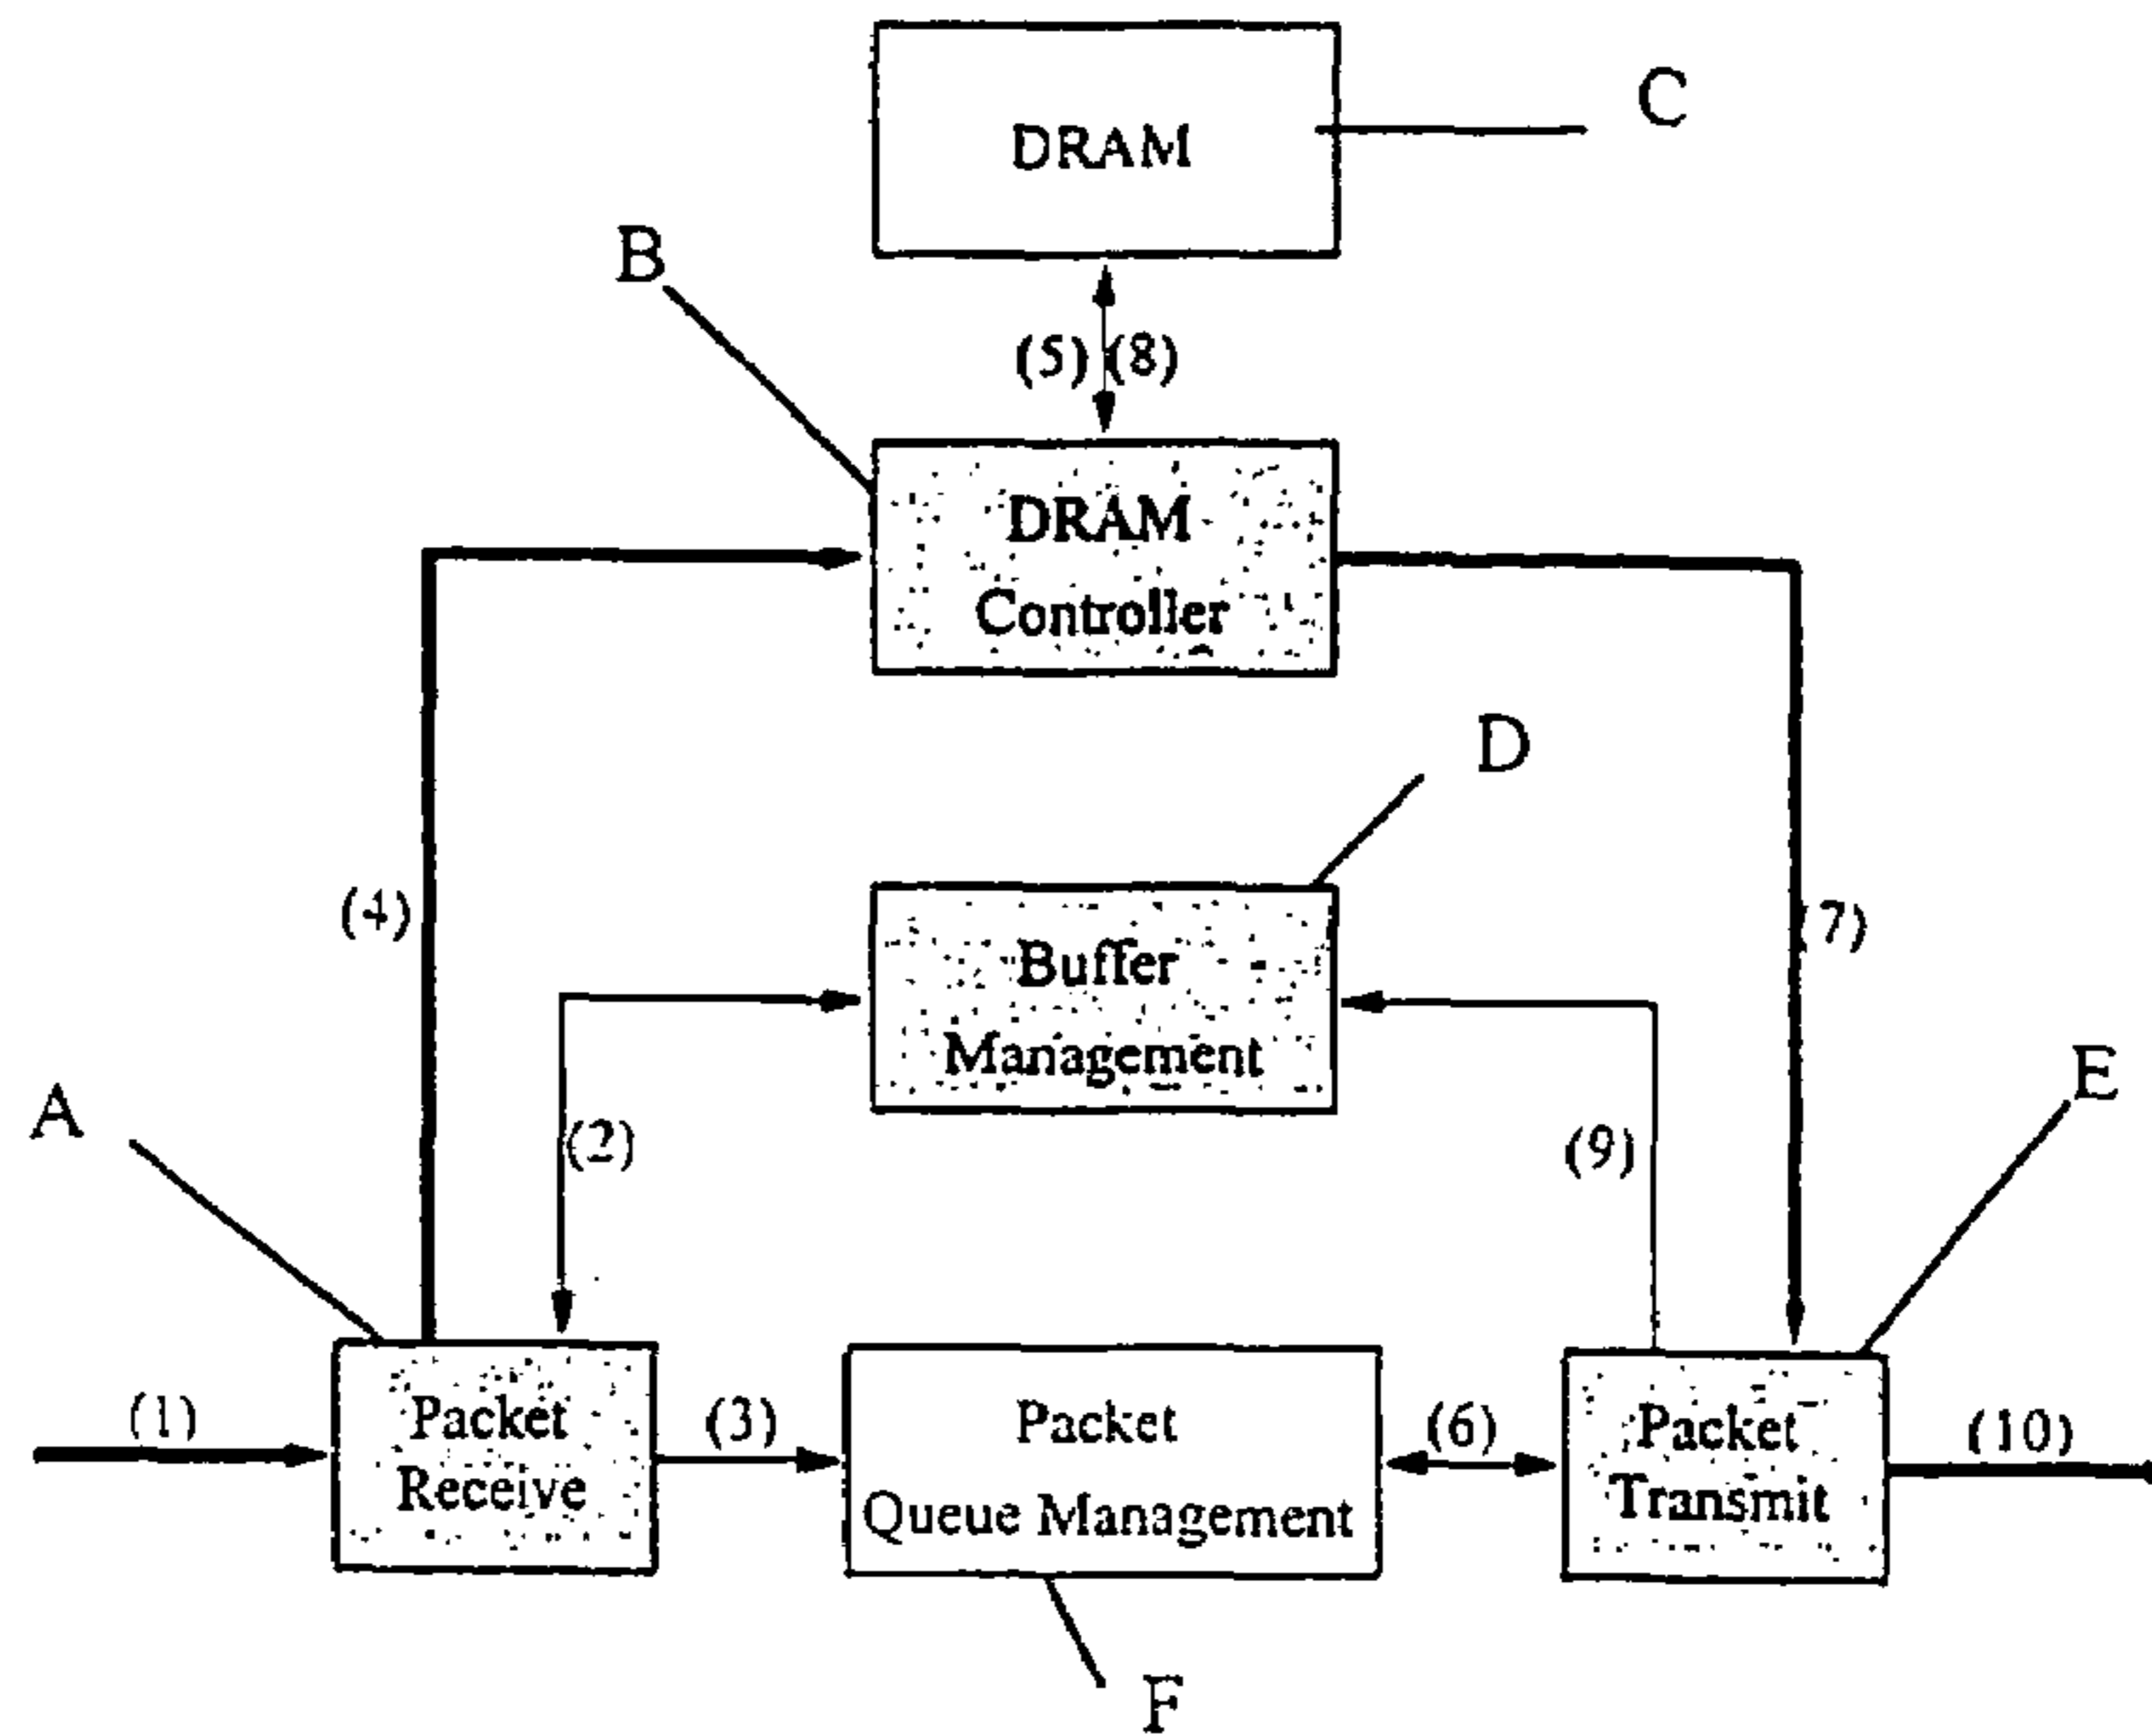 DRAM
C
B
(5) (8)
DRAM
Controller
D
(4)
Buffer
Management
(7)
A
(2)
(9)
E
(1)
Packet
Receive
(3)
Packet
Queue Management
(6)
Packet
Transmit
(10)
F